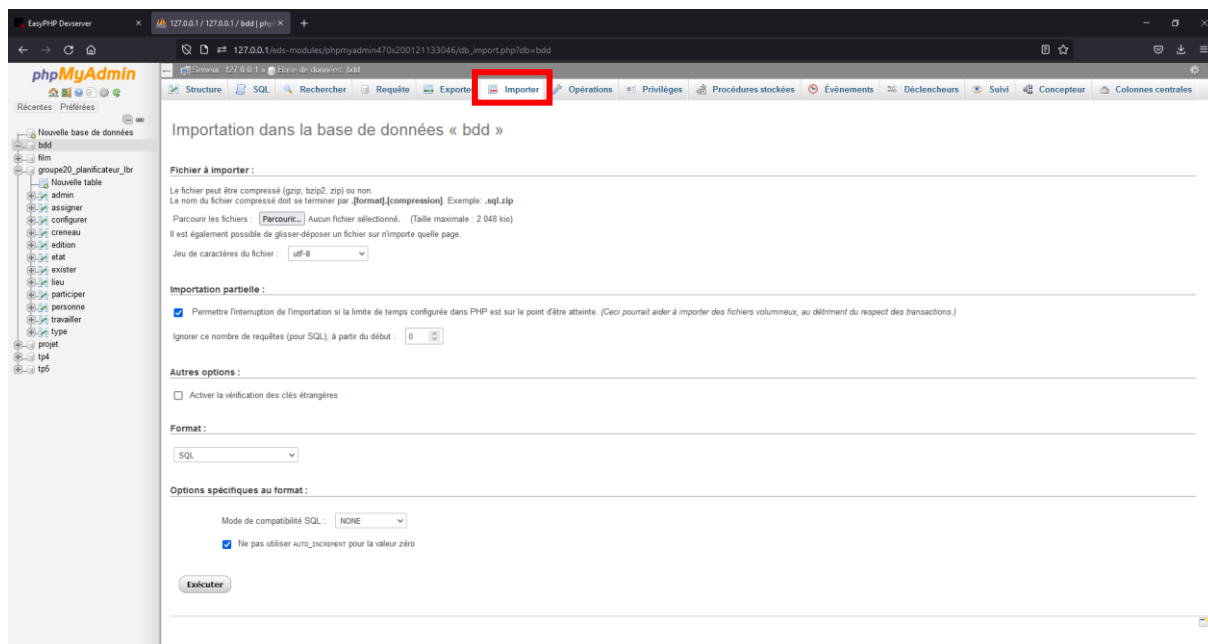 EasyPHP Devserver
127.0.0.1 / 127.0.0.1 / bdd | php
127.0.0.1/eds-modules/phpmyadmin470x200121133046/db_import.php?db=bdd
phpMyAdmin
Récentes Préférées
Nouvelle base de données
bdd
film
groupe20_planificateur_lbr
Nouvelle table
admin
assigner
configurer
creneau
edition
etat
exister
lieu
participer
personne
travailler
type
projet
tp4
tp5
Serveur: 127.0.0.1 » Base de données: bdd
Structure SQL Rechercher Requête Exporter Importer Opérations Privilèges Procédures stockées Évènements Déclencheurs Suivi Concepteur Colonnes centrales
Importation dans la base de données « bdd »
Fichier à importer :
Le fichier peut être compressé (gzip, bzip2, zip) ou non.
Le nom du fichier compressé doit se terminer par .[format].[compression]. Exemple: .sql.zip
Parcourir les fichiers : Parcourir... Aucun fichier sélectionné. (Taille maximale : 2 048 kio)
Il est également possible de glisser-déposer un fichier sur n'importe quelle page.
Jeu de caractères du fichier : utf-8
Importation partielle :
Permettre l'interruption de l'importation si la limite de temps configurée dans PHP est sur le point d'être atteinte. (Ceci pourrait aider à importer des fichiers volumineux, au détriment du respect des transactions.)
Ignorer ce nombre de requêtes (pour SQL), à partir du début : 0
Autres options :
Activer la vérification des clés étrangères
Format :
SQL
Options spécifiques au format :
Mode de compatibilité SQL : NONE
Ne pas utiliser AUTO_INCREMENT pour la valeur zéro
Exécuter